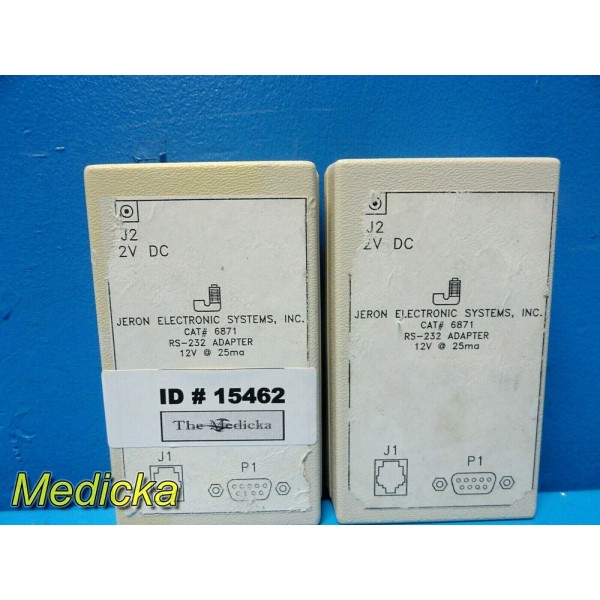 Medicka
J2
2V DC
JERON ELECTRONIC SYSTEMS, INC.
CAT# 6871
RS-232 ADAPTER
12V @ 25ma
ID # 15462
The Medicka
J1
P1
Medicka
J2
2V DC
JERON ELECTRONIC SYSTEMS, INC.
CAT# 6871
RS-232 ADAPTER
12V @ 25ma
J1
P1